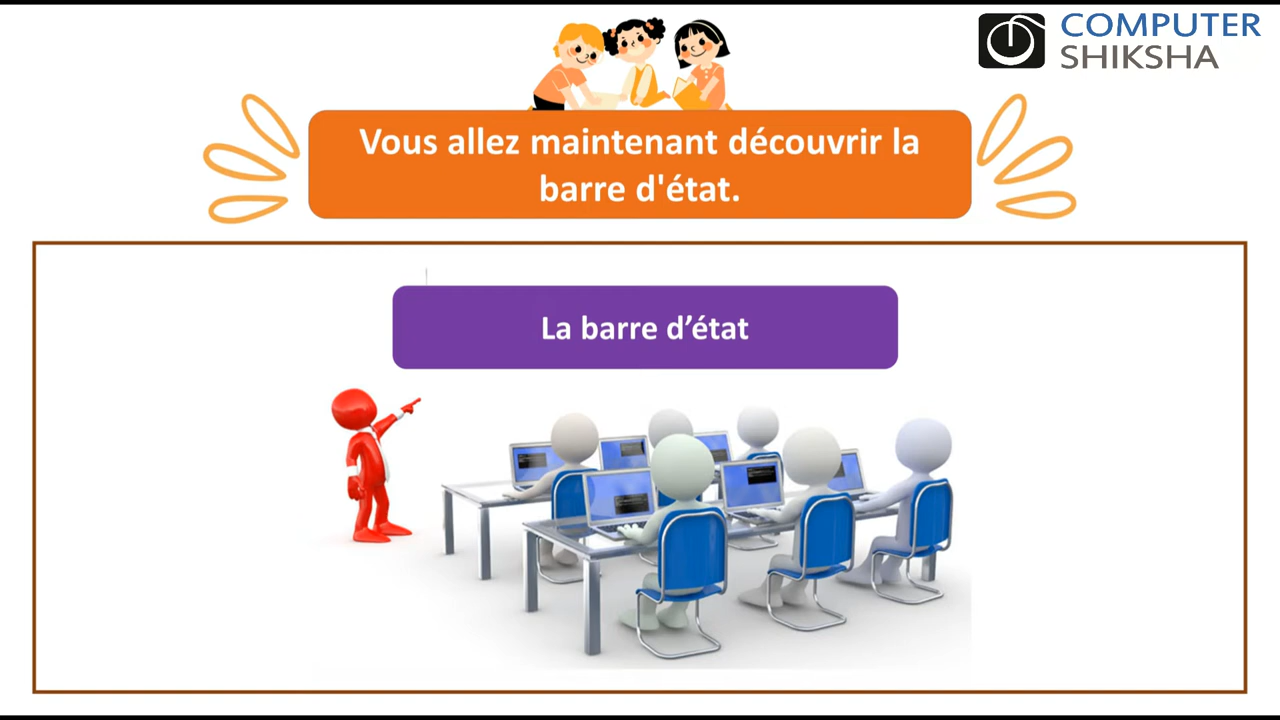 COMPUTER
SHIKSHA
Vous allez maintenant découvrir la
barre d'état.
La barre d’état